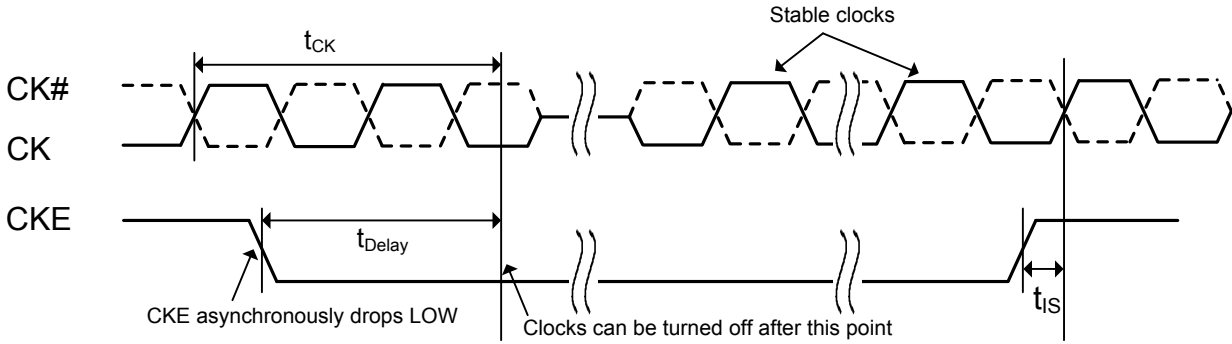 Stable clocks
tCK
CK#
CK
CKE
tDelay
tIS
CKE asynchronously drops LOW
Clocks can be turned off after this point